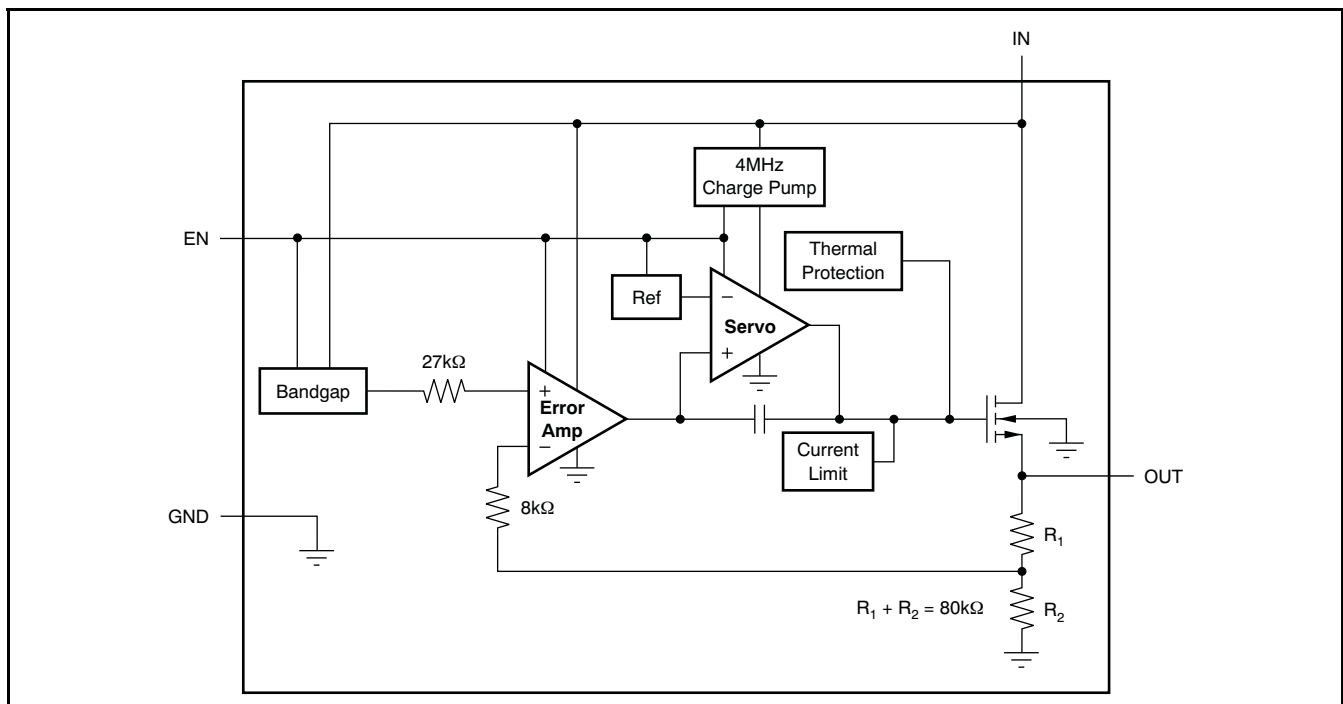 IN
4MHz
Charge Pump
EN
Thermal
Protection
Ref
−
Servo
+
27kΩ
Bandgap
+
Error
Amp
−
Current
Limit
OUT
8kΩ
GND
R1
R1 + R2 = 80kΩ
R2